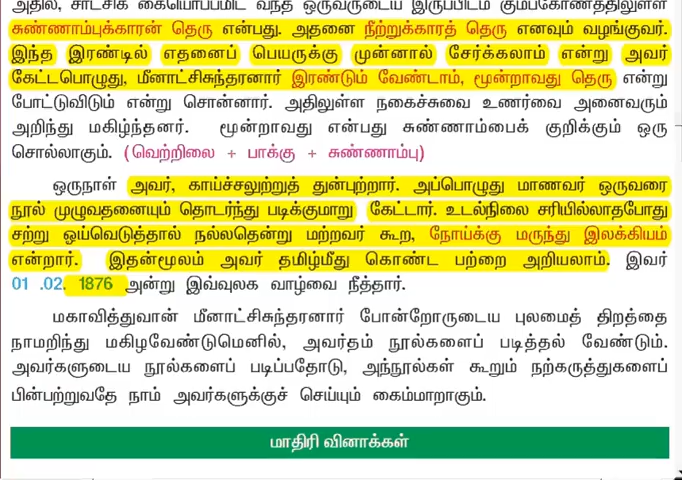 அதில், சாட்சிக் கையொப்பமிட வந்த ஒருவருடைய இருப்பிடம் கும்பகோணத்திலுள்ள
சுண்ணாம்புக்காரன் தெரு என்பது. அதனை நீற்றுக்காரத் தெரு எனவும் வழங்குவர்.
இந்த இரண்டில் எதனைப் பெயருக்கு முன்னால் சேர்க்கலாம் என்று அவர்
கேட்டபொழுது, மீனாட்சிசுந்தரனார் இரண்டும் வேண்டாம், மூன்றாவது தெரு என்று
போட்டுவிடும் என்று சொன்னார். அதிலுள்ள நகைச்சுவை உணர்வை அனைவரும்
அறிந்து மகிழ்ந்தனர். மூன்றாவது என்பது சுண்ணாம்பைக் குறிக்கும் ஒரு
சொல்லாகும். (வெற்றிலை + பாக்கு + சுண்ணாம்பு)
ஒருநாள் அவர், காய்ச்சலுற்றுத் துன்புற்றார். அப்பொழுது மாணவர் ஒருவரை
நூல் முழுவதனையும் தொடர்ந்து படிக்குமாறு கேட்டார். உடல்நிலை சரியில்லாதபோது
சற்று ஓய்வெடுத்தால் நல்லதென்று மற்றவர் கூற, நோய்க்கு மருந்து இலக்கியம்
என்றார். இதன்மூலம் அவர் தமிழ்மீது கொண்ட பற்றை அறியலாம். இவர்
01 .02. 1876 அன்று இவ்வுலக வாழ்வை நீத்தார்.
மகாவித்துவான் மீனாட்சிசுந்தரனார் போன்றோருடைய புலமைத் திறத்தை
நாமறிந்து மகிழவேண்டுமெனில், அவர்தம் நூல்களைப் படித்தல் வேண்டும்.
அவர்களுடைய நூல்களைப் படிப்பதோடு, அந்நூல்கள் கூறும் நற்கருத்துகளைப்
பின்பற்றுவதே நாம் அவர்களுக்குச் செய்யும் கைம்மாறாகும்.
மாதிரி வினாக்கள்